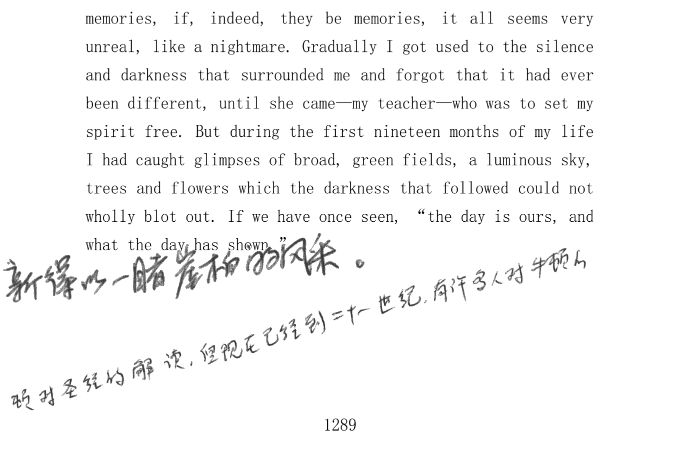 memories, if, indeed, they be memories, it all seems very
unreal, like a nightmare. Gradually I got used to the silence
and darkness that surrounded me and forgot that it had ever
been different, until she came—my teacher—who was to set my
spirit free. But during the first nineteen months of my life
I had caught glimpses of broad, green fields, a luminous sky,
trees and flowers which the darkness that followed could not
wholly blot out. If we have once seen, “the day is ours, and
what the day has shown.”
新得以一睹崖柏的风采。
顿对圣经的解读,但现在已经到二十一世纪,有许多人对牛顿
1289